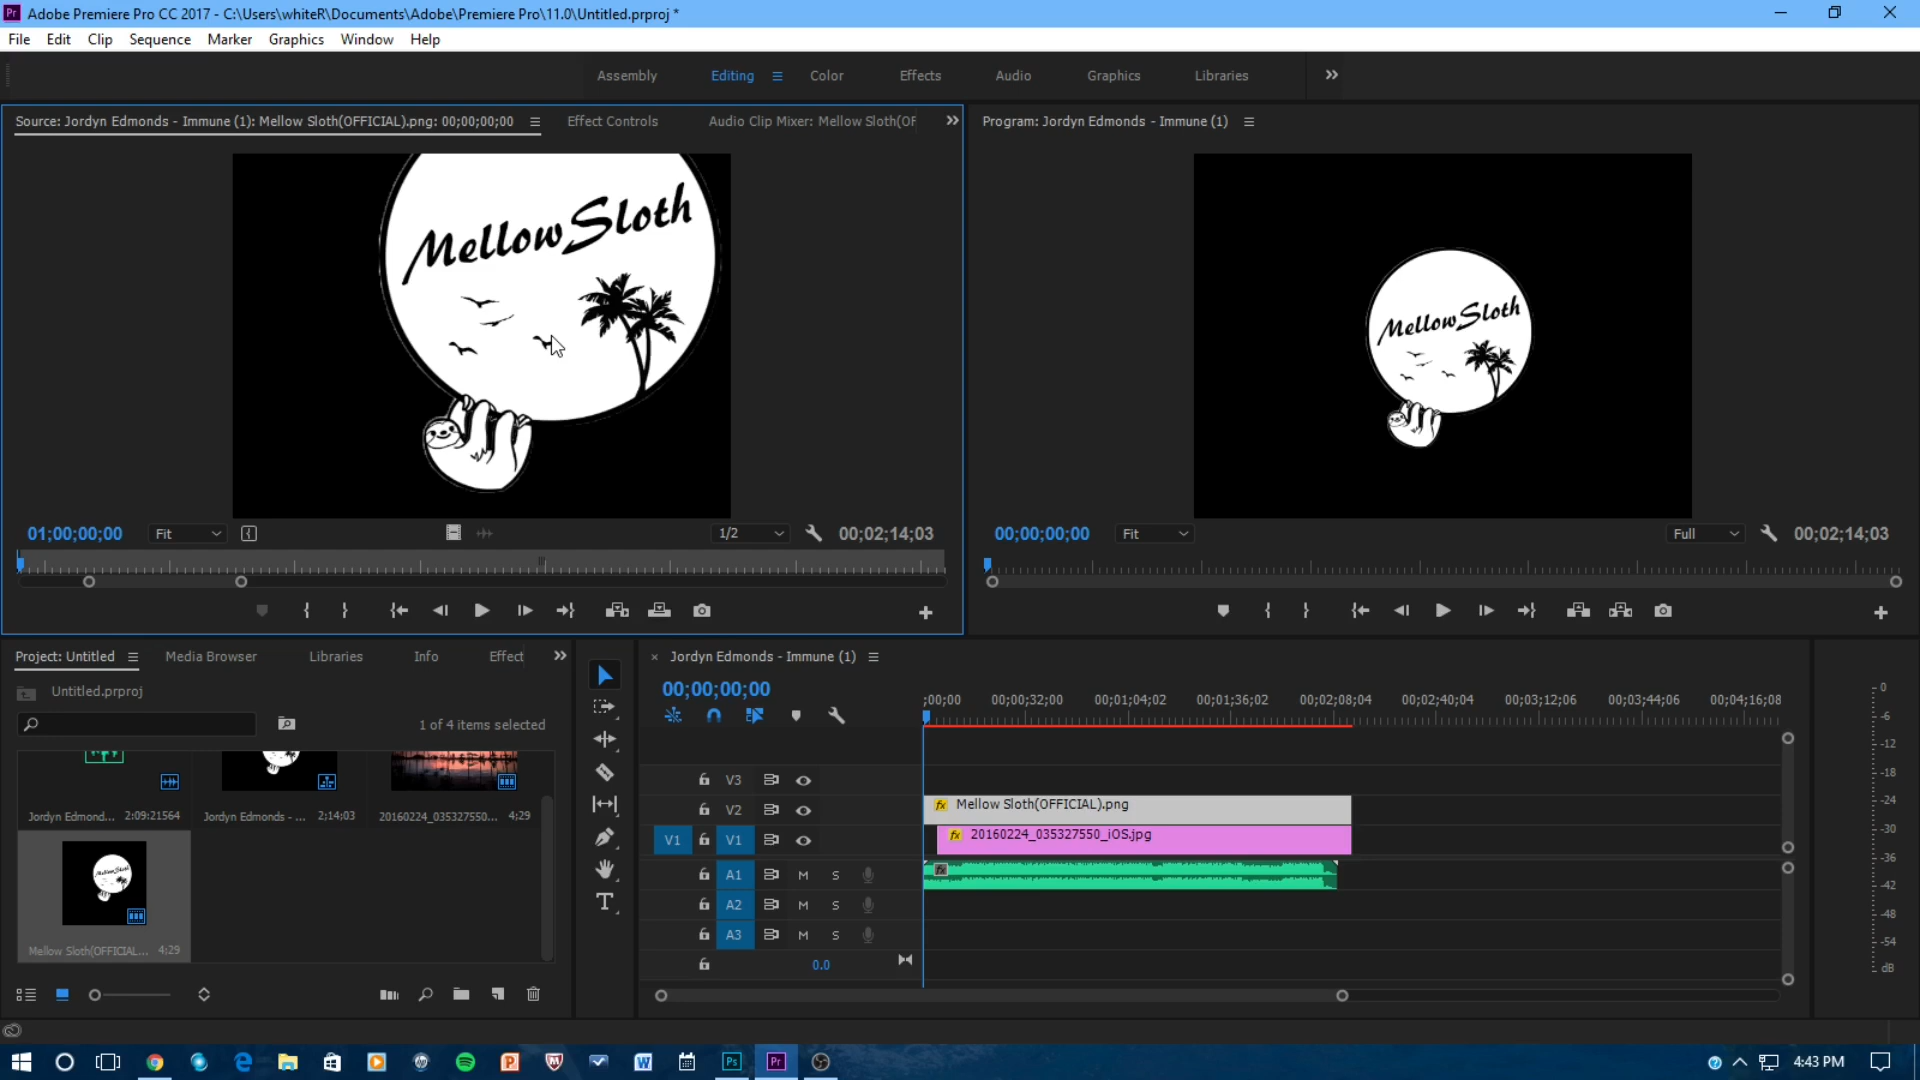 Pr Adobe Premiere Pro CC 2017 - C:\Users\whiteR\Documents\Adobe\Premiere Pro\11.0\Untitled.prproj *
File Edit Clip Sequence Marker Graphics Window Help
Assembly Editing Color Effects Audio Graphics Libraries
Source: Jordyn Edmonds - Immune (1): Mellow Sloth(OFFICIAL).png: 00;00;00;00 Effect Controls Audio Clip Mixer: Mellow Sloth(OF
Program: Jordyn Edmonds - Immune (1)
MellowSloth
MellowSloth
01;00;00;00 Fit 1/2 00;02;14;03
00;00;00;00 Fit Full 00;02;14;03
Project: Untitled Media Browser Libraries Info Effect
Untitled.prproj
1 of 4 items selected
Jordyn Edmond... 2:09:21564
Jordyn Edmonds - ... 2;14;03
20160224_035327550... 4;29
MellowSloth
Mellow Sloth(OFFICIAL... 4;29
× Jordyn Edmonds - Immune (1)
00;00;00;00
;00;00 00;00;32;00 00;01;04;02 00;01;36;02 00;02;08;04 00;02;40;04 00;03;12;06 00;03;44;06 00;04;16;08
V3
V2 fx Mellow Sloth(OFFICIAL).png
V1 V1 fx 20160224_035327550_iOS.jpg
A1 M S fx
A2 M S
A3 M S
0.0
0
-6
-12
-18
-24
-30
-36
-42
-48
-54
dB
Ps Pr
4:43 PM